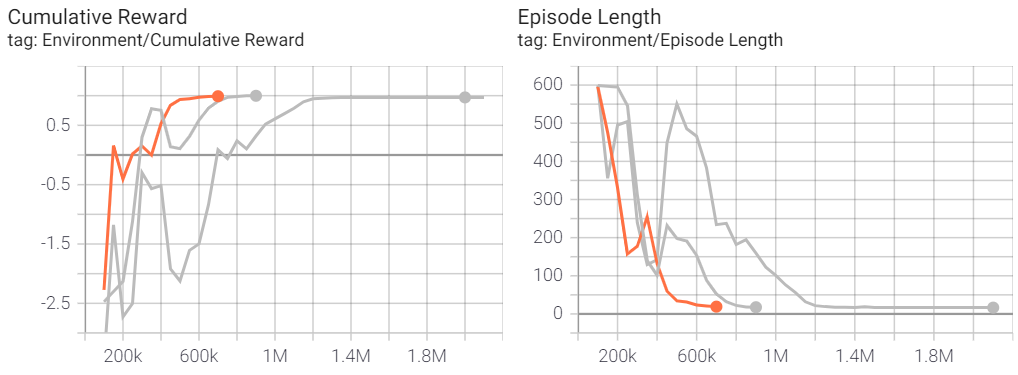 Cumulative Reward
tag: Environment/Cumulative Reward
0.5
-0.5
-1.5
-2.5
200k 600k 1M 1.4M 1.8M
Episode Length
tag: Environment/Episode Length
600
500
400
300
200
100
0
200k 600k 1M 1.4M 1.8M